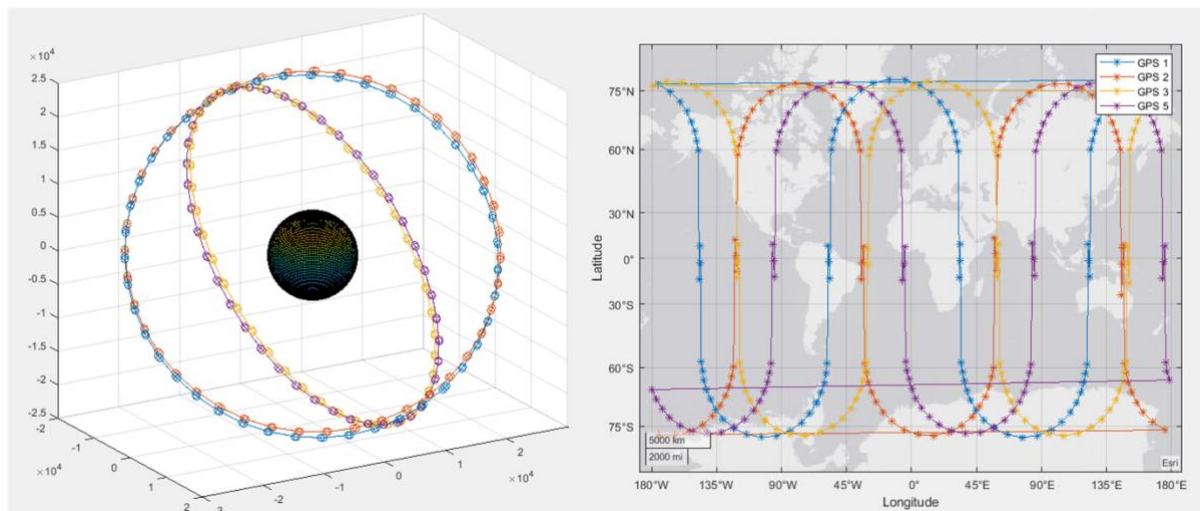 ×10⁴
2.5
2
1.5
1
0.5
0
-0.5
-1
-1.5
-2
-2.5
-2
-1
0
1
2
×10⁴
-3
-2
-1
0
1
2
×10⁴
GPS 1
GPS 2
GPS 3
GPS 5
75°N
60°N
30°N
0°
30°S
60°S
75°S
Latitude
5000 km
2000 mi
Esri
180°W 135°W 90°W 45°W 0° 45°E 90°E 135°E 180°E
Longitude